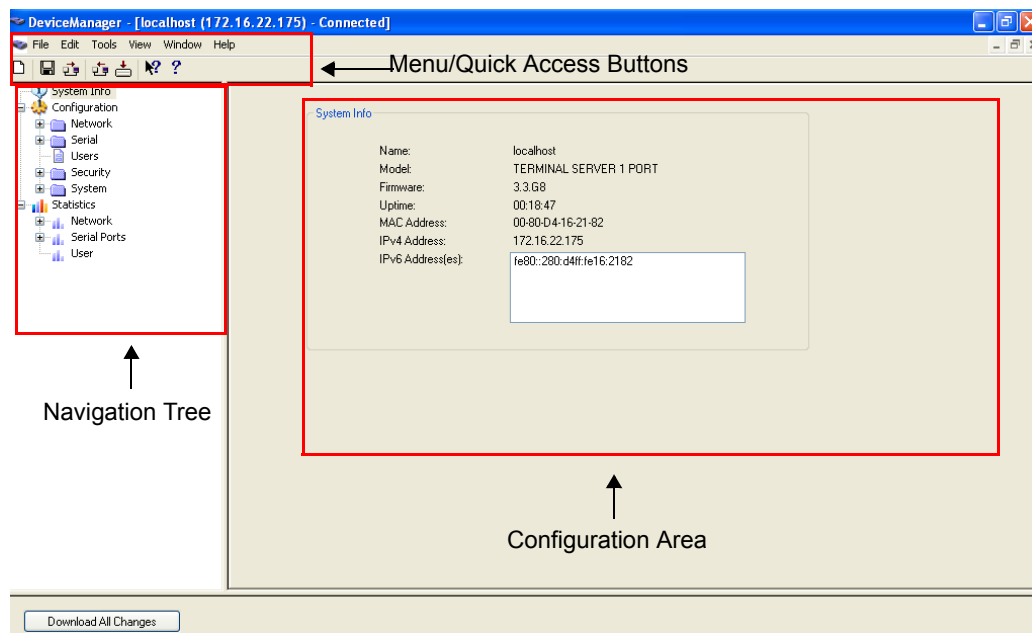 DeviceManager - [localhost (172.16.22.175) - Connected]
File Edit Tools View Window Help
Menu/Quick Access Buttons
System Info
Configuration
Network
Serial
Users
Security
System
Statistics
Network
Serial Ports
User
Navigation Tree
System Info
Name: localhost
Model: TERMINAL SERVER 1 PORT
Firmware: 3.3.G8
Uptime: 00:18:47
MAC Address: 00-80-D4-16-21-82
IPv4 Address: 172.16.22.175
IPv6 Address(es): fe80::280:d4ff:fe16:2182
Configuration Area
Download All Changes